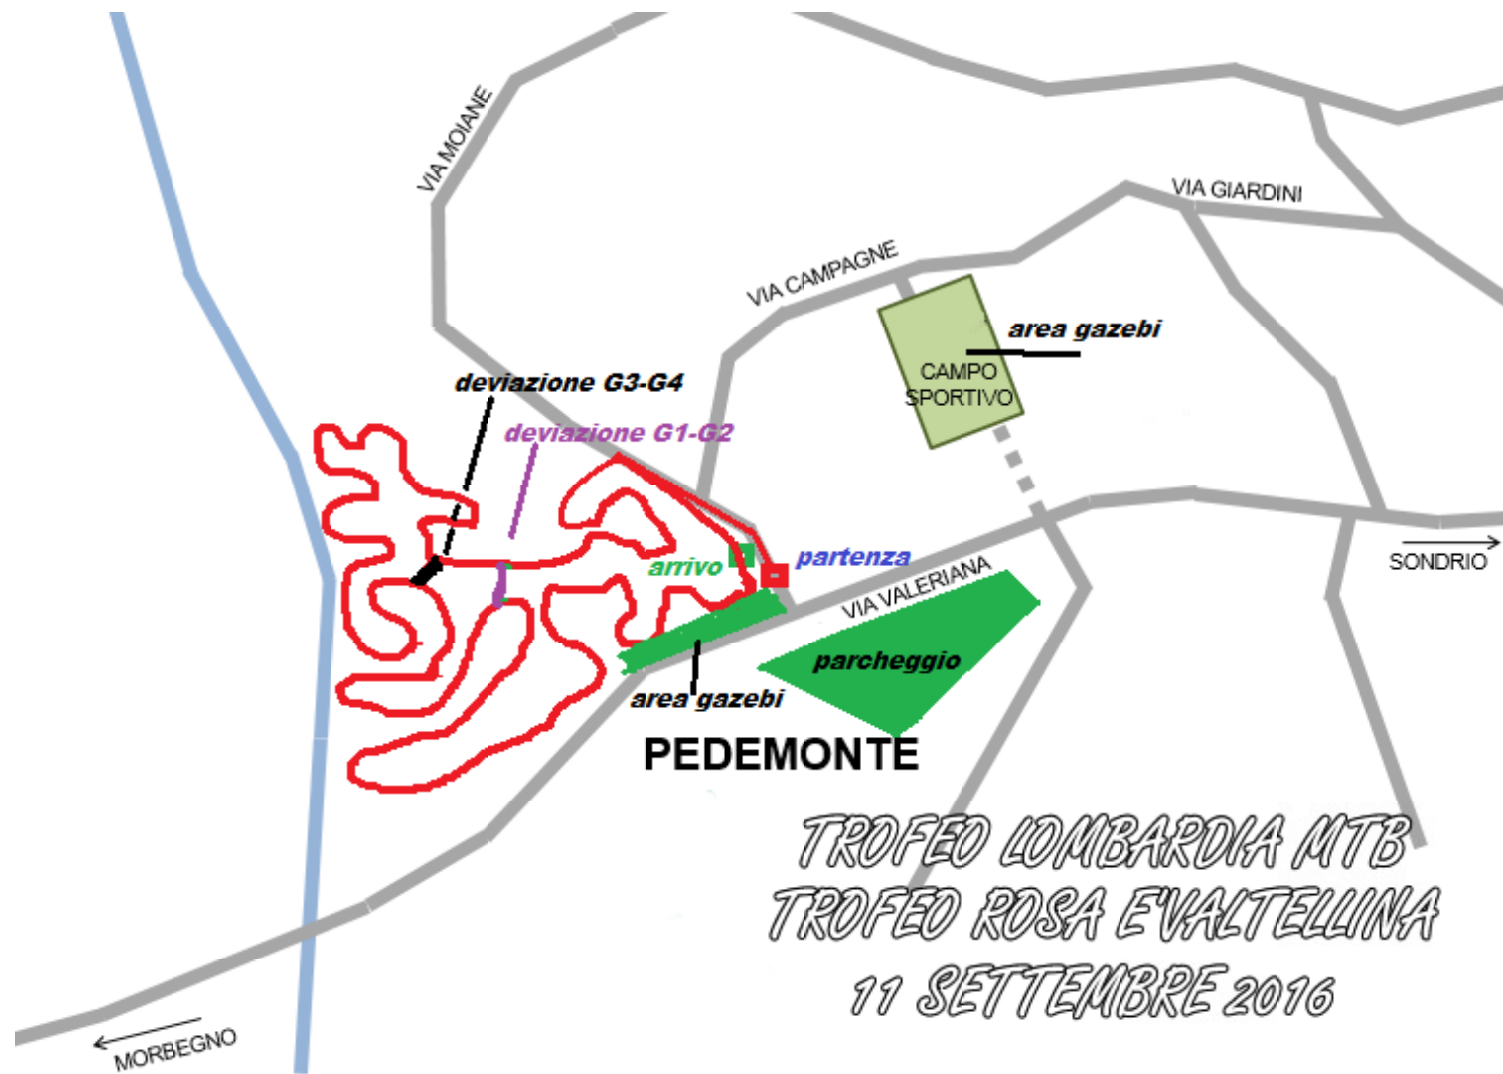 VIA MOIANE
VIA GIARDINI
VIA CAMPAGNE
area gazebi
CAMPO
SPORTIVO
deviazione G3-G4
deviazione G1-G2
arrivo
partenza
SONDRIO
VIA VALERIANA
parcheggio
area gazebi
PEDEMONTE
TROFEO LOMBARDIA MTB
TROFEO ROSA E'VALTELLINA
11 SETTEMBRE 2016
MORBEGNO